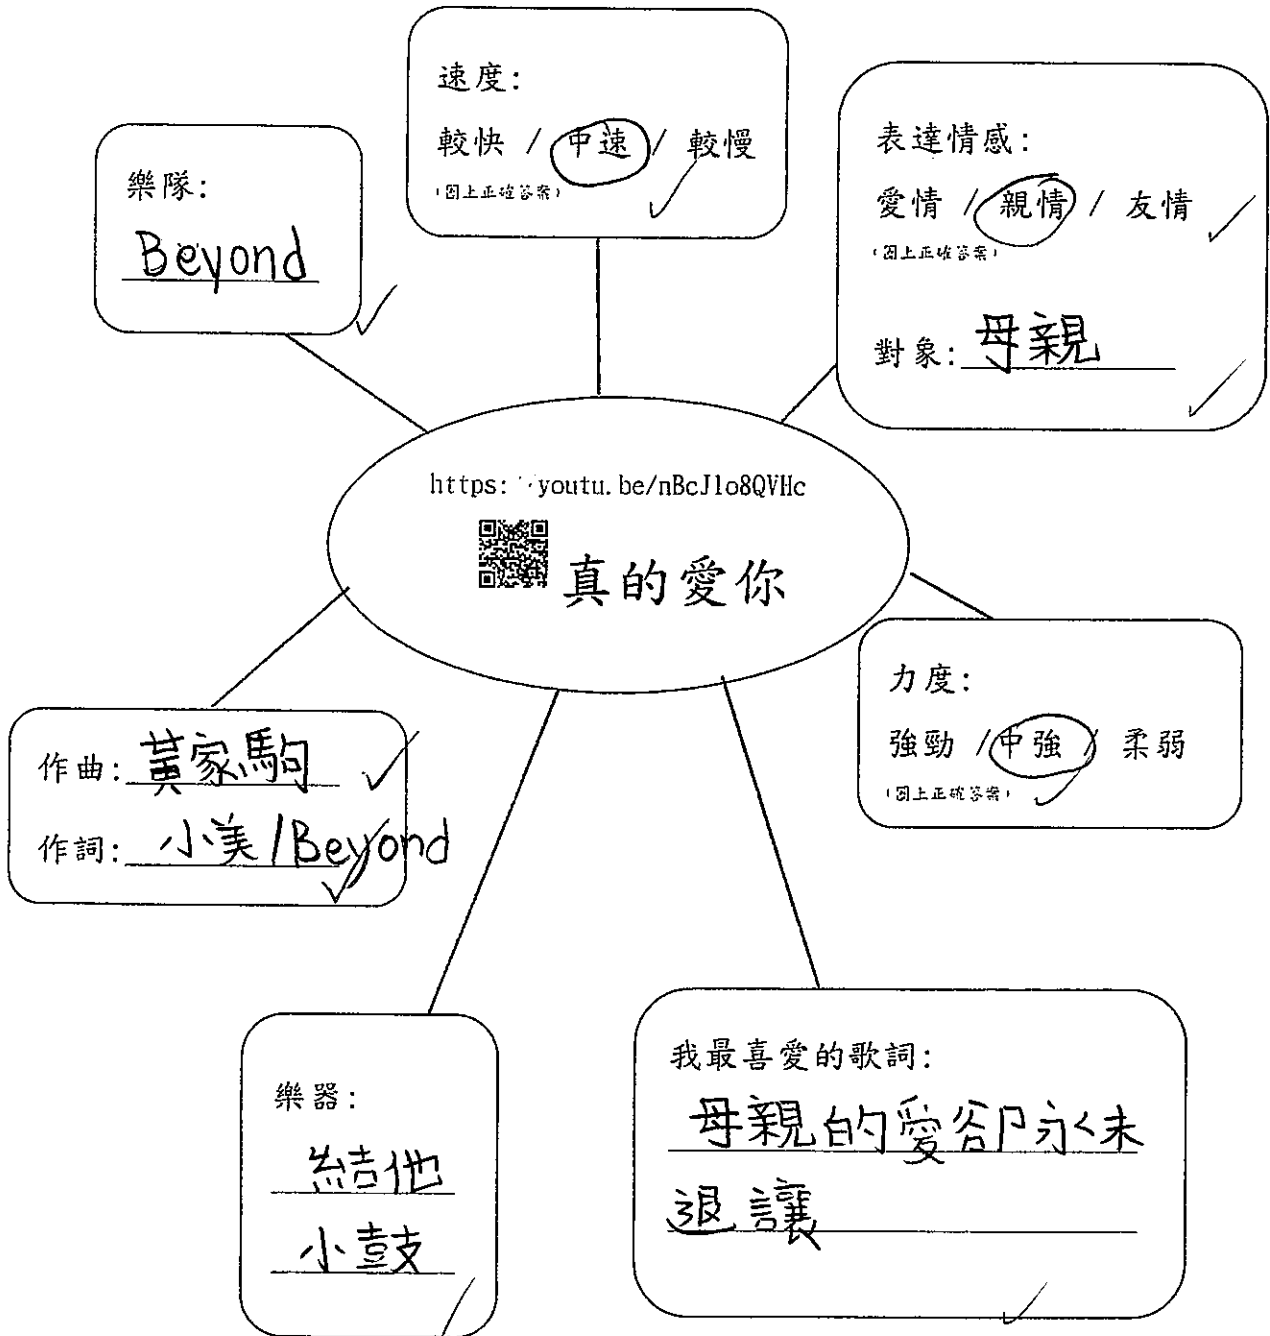 速度:
較快 / 中速 / 較慢
(圈上正確答案)
表達情感:
愛情 / 親情 / 友情
(圈上正確答案)
對象: 母親
樂隊:
Beyond
https: youtu.be/nBcJ1o8QVHc
真的愛你
力度:
強勁 / 中強 / 柔弱
(圈上正確答案)
作曲: 黃家駒
作詞: 小美/Beyond
樂器:
結他
小鼓
我最喜愛的歌詞:
母親的愛卻永未
退讓